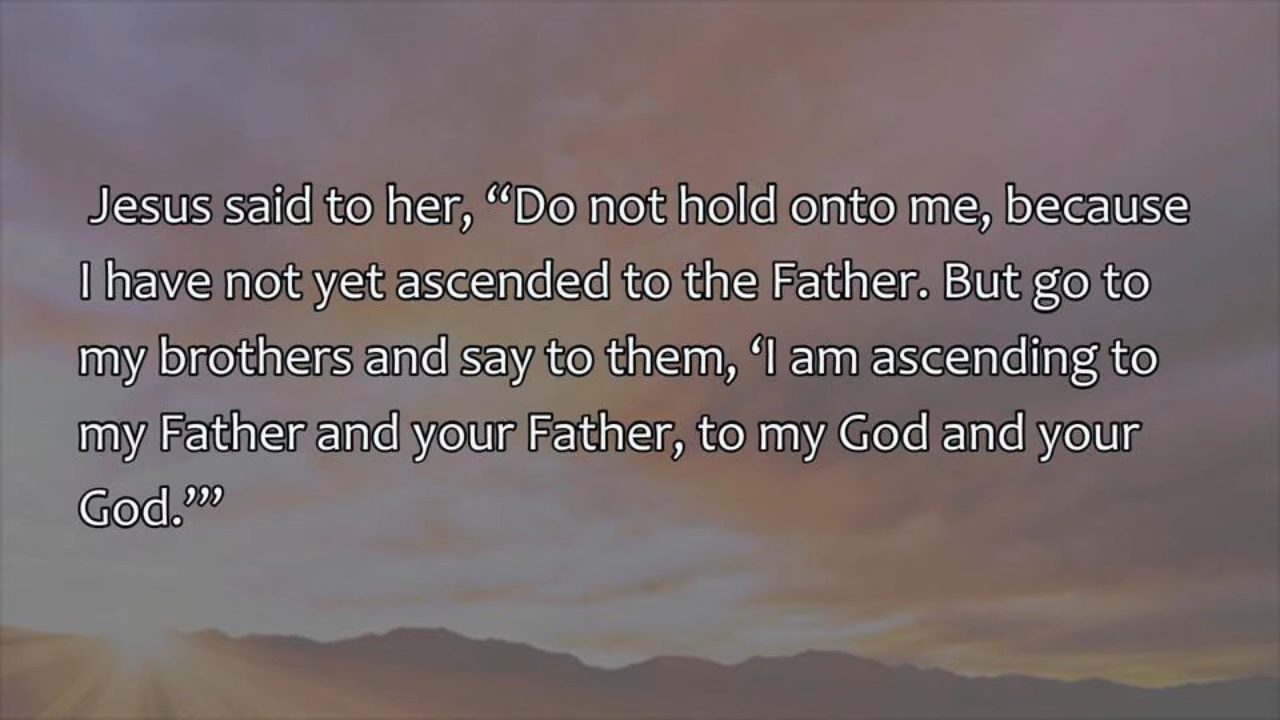 Jesus said to her, “Do not hold onto me, because
I have not yet ascended to the Father. But go to
my brothers and say to them, ‘I am ascending to
my Father and your Father, to my God and your
God.’”